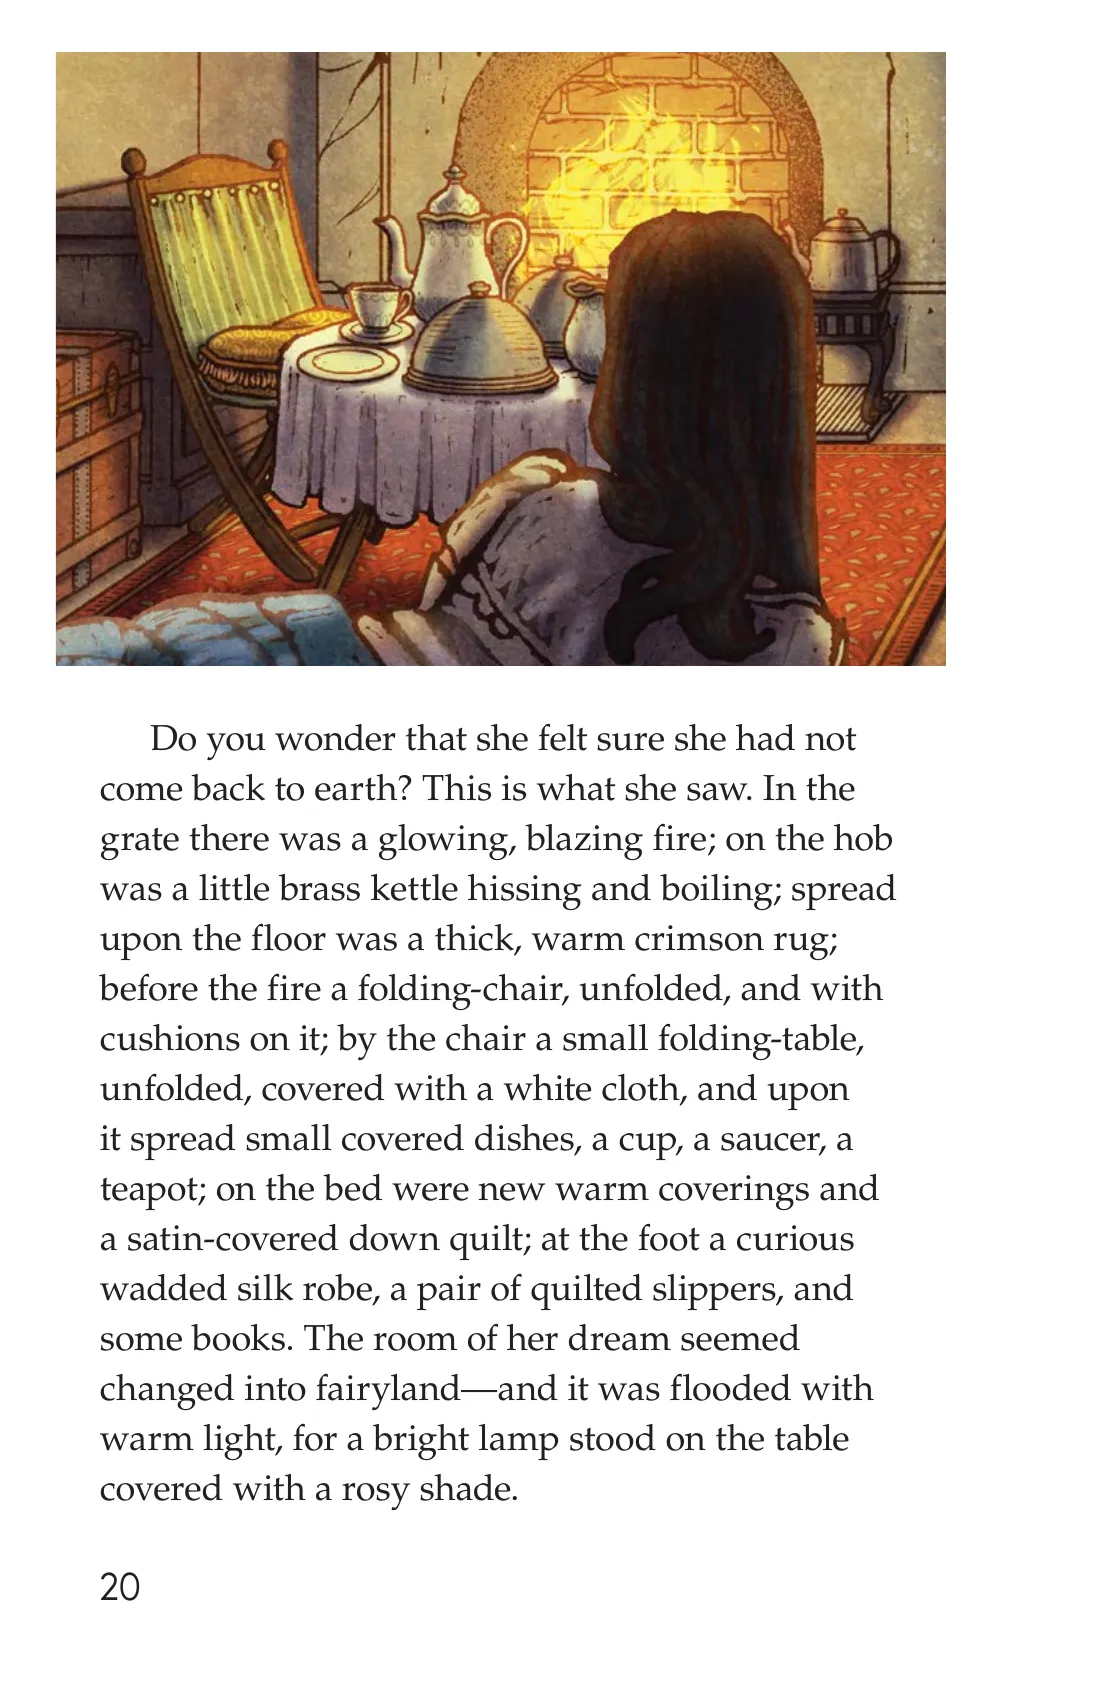 Do you wonder that she felt sure she had not
come back to earth? This is what she saw. In the
grate there was a glowing, blazing fire; on the hob
was a little brass kettle hissing and boiling; spread
upon the floor was a thick, warm crimson rug;
before the fire a folding-chair, unfolded, and with
cushions on it; by the chair a small folding-table,
unfolded, covered with a white cloth, and upon
it spread small covered dishes, a cup, a saucer, a
teapot; on the bed were new warm coverings and
a satin-covered down quilt; at the foot a curious
wadded silk robe, a pair of quilted slippers, and
some books. The room of her dream seemed
changed into fairyland—and it was flooded with
warm light, for a bright lamp stood on the table
covered with a rosy shade.
20